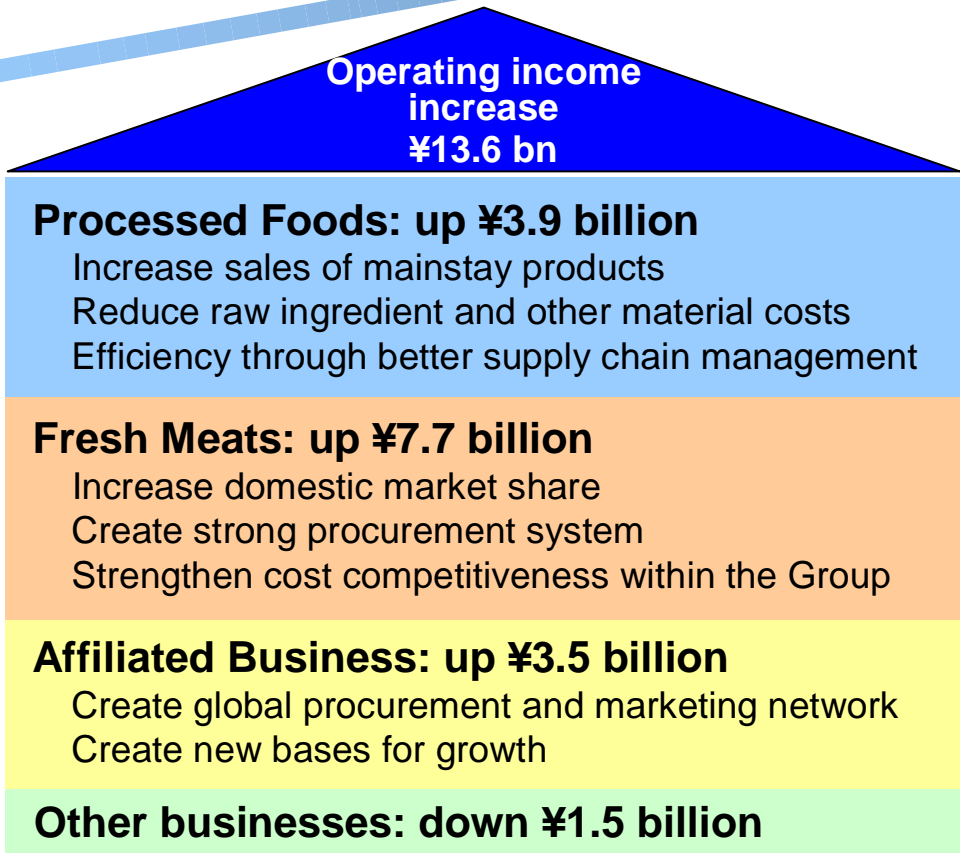 Operating income
increase
¥13.6 bn
Processed Foods: up ¥3.9 billion
Increase sales of mainstay products
Reduce raw ingredient and other material costs
Efficiency through better supply chain management
Fresh Meats: up ¥7.7 billion
Increase domestic market share
Create strong procurement system
Strengthen cost competitiveness within the Group
Affiliated Business: up ¥3.5 billion
Create global procurement and marketing network
Create new bases for growth
Other businesses: down ¥1.5 billion